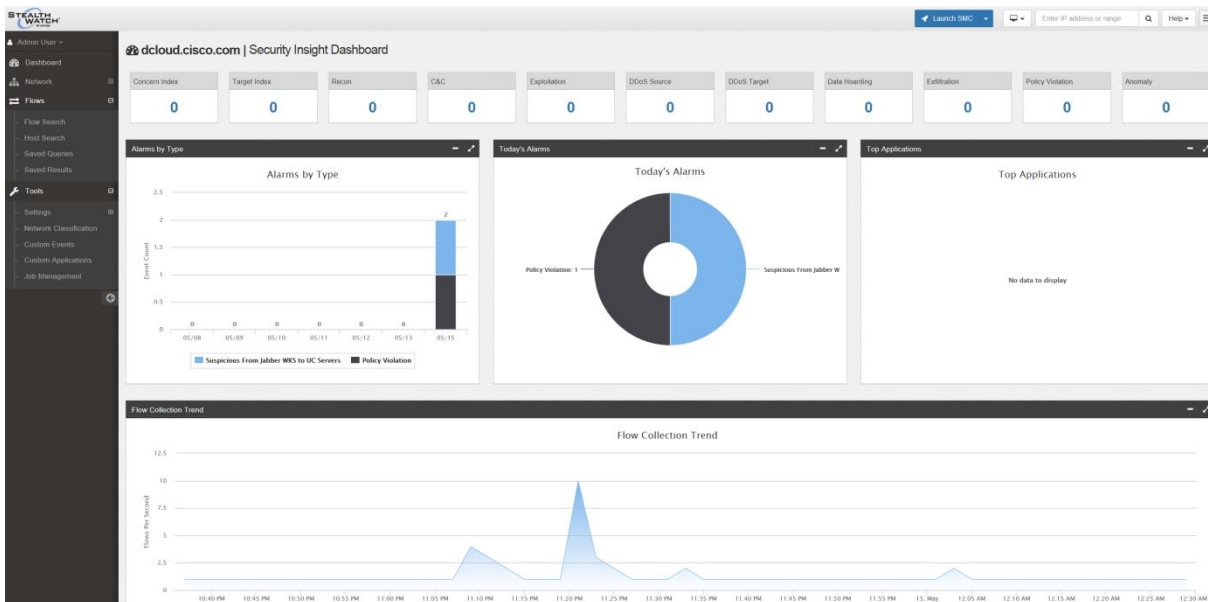 STEALTH
WATCH
Launch SMC
Enter IP address or range
Help
Admin User
dcloud.cisco.com | Security Insight Dashboard
Dashboard
Network
Flows
Flow Search
Host Search
Saved Queries
Saved Results
Tools
Settings
Network Classification
Custom Events
Custom Applications
Job Management
Concern Index Target Index Recon C&C Exploitation DDoS Source DDoS Target Data Hoarding Exfiltration Policy Violation Anomaly
0 0 0 0 0 0 0 0 0 0 0
Alarms by Type
Alarms by Type
2.5
2
1.5
1
0.5
0
Event Count
0 0 0 0 0 0 2
05/08 05/09 05/10 05/11 05/12 05/13 05/15
Suspicious From Jabber WKS to UC Servers Policy Violation
Today's Alarms
Today's Alarms
Policy Violation: 1
Suspicious From Jabber W
Top Applications
Top Applications
No data to display
Flow Collection Trend
Flow Collection Trend
12.5
10
7.5
5
2.5
0
Flows Per Second
10:40 PM 10:45 PM 10:50 PM 10:55 PM 11:00 PM 11:05 PM 11:10 PM 11:15 PM 11:20 PM 11:25 PM 11:30 PM 11:35 PM 11:40 PM 11:45 PM 11:50 PM 11:55 PM 15. May 12:05 AM 12:10 AM 12:15 AM 12:20 AM 12:25 AM 12:30 AM